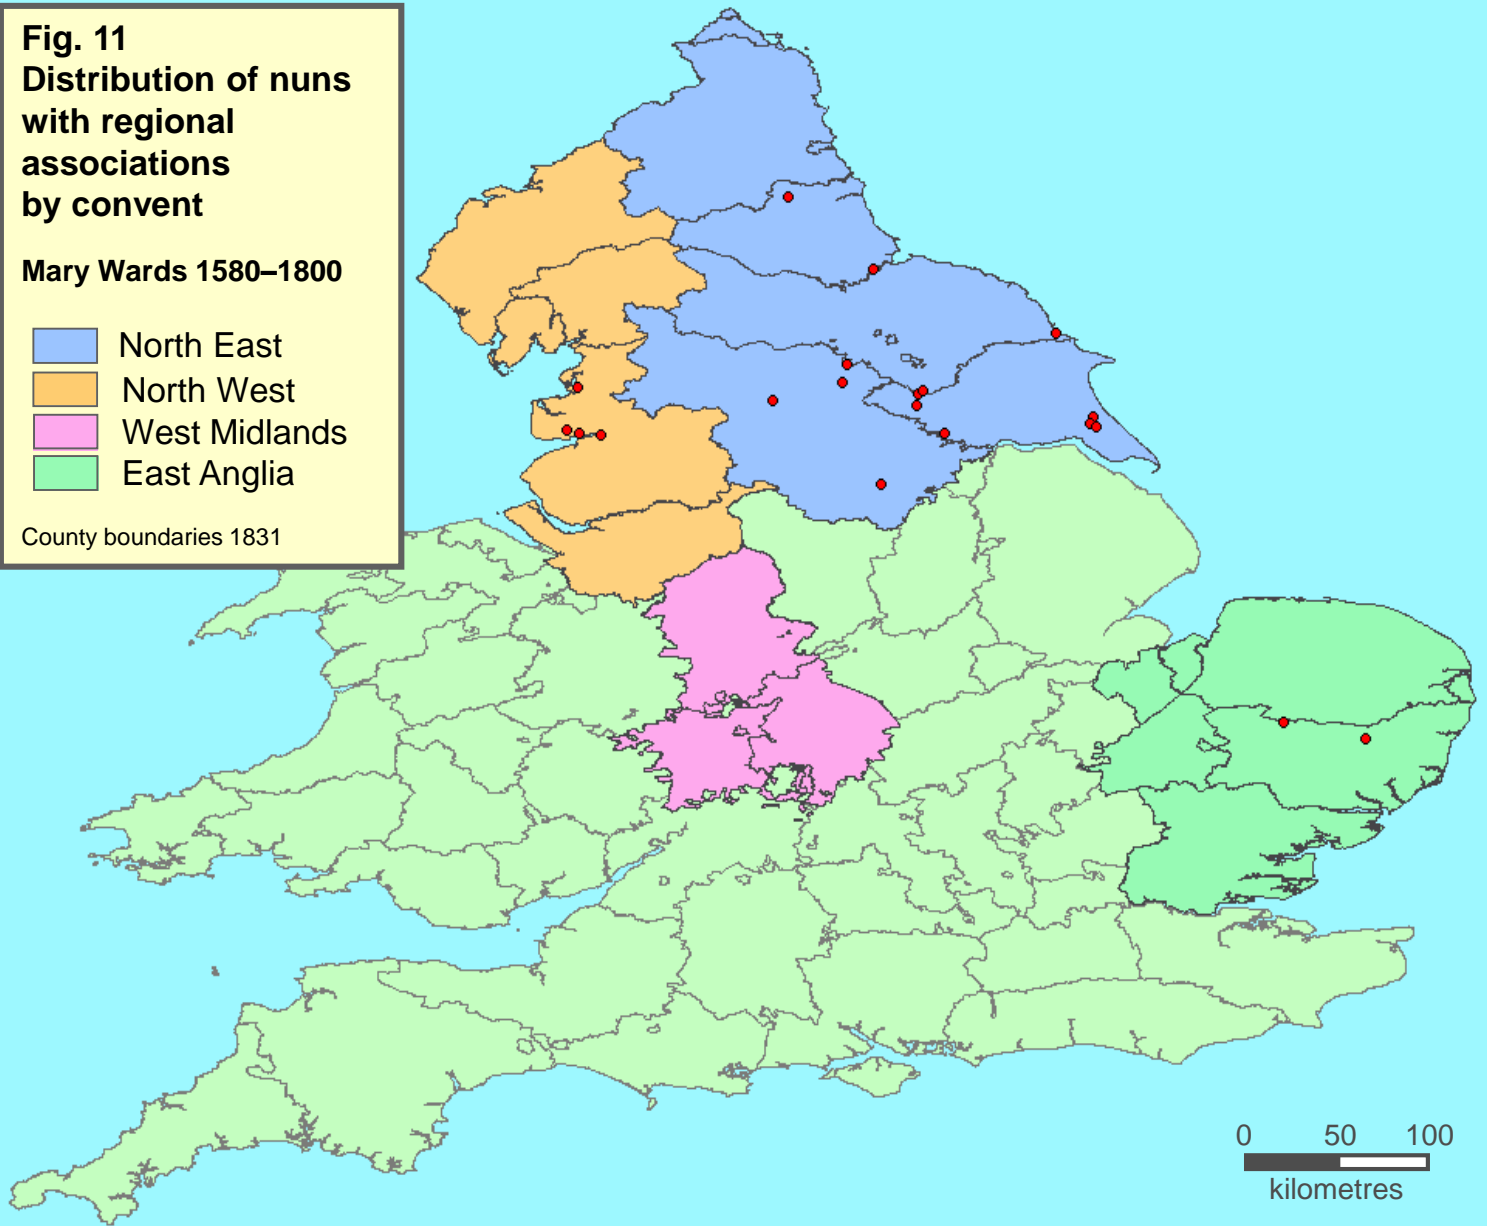 Fig. 11
Distribution of nuns
with regional
associations
by convent
Mary Wards 1580–1800
North East
North West
West Midlands
East Anglia
County boundaries 1831
0 50 100
kilometres